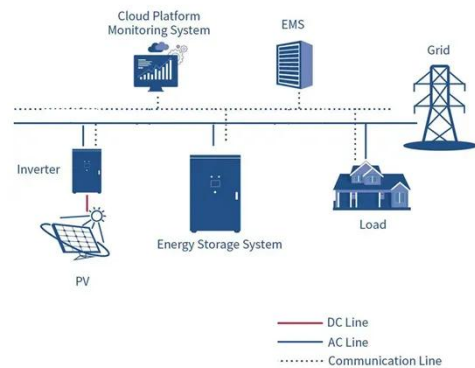 Cloud Platform
Monitoring System
EMS
Grid
Inverter
Energy Storage System
Load
PV
DC Line
AC Line
Communication Line